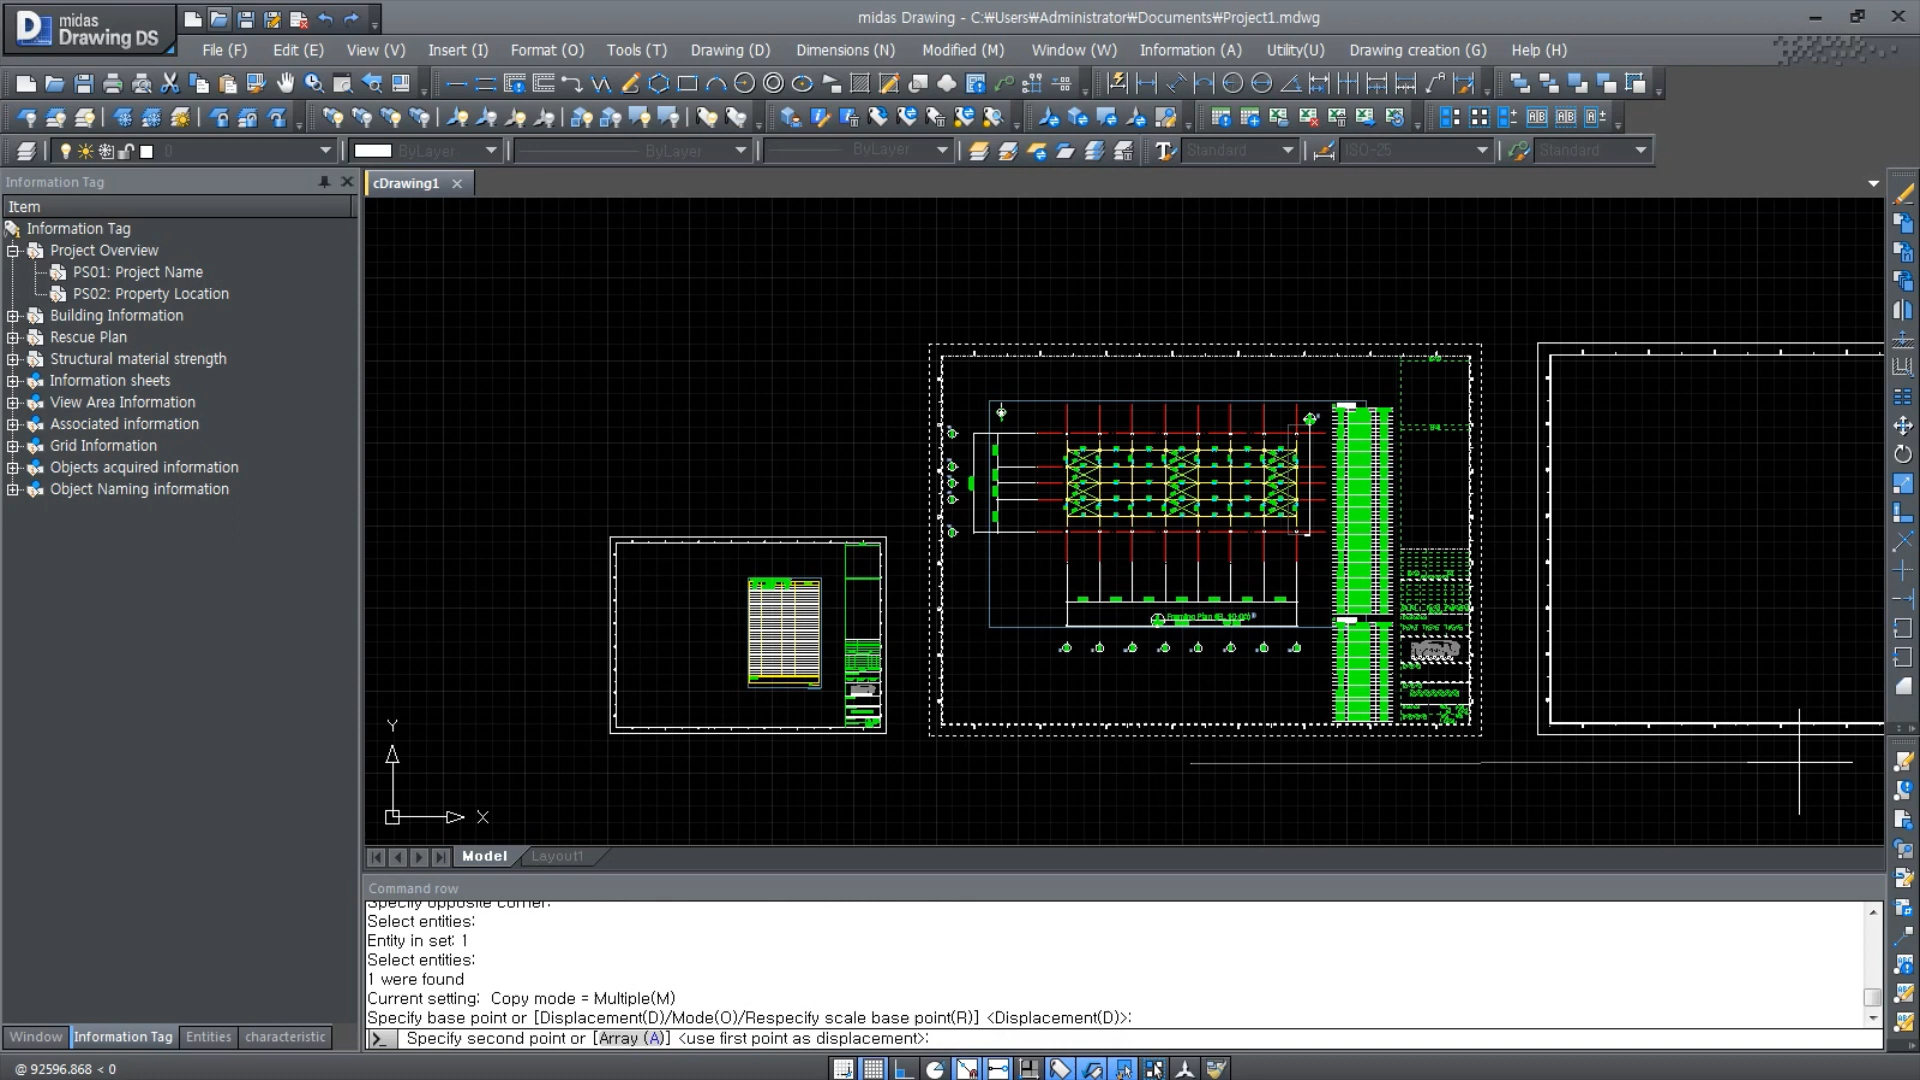 midas
Drawing DS
midas Drawing - C:₩Users₩Administrator₩Documents₩Project1.mdwg
File (F) Edit (E) View (V) Insert (I) Format (O) Tools (T) Drawing (D) Dimensions (N) Modified (M) Window (W) Information (A) Utility(U) Drawing creation (G) Help (H)
0 ByLayer ByLayer ByLayer Standard ISO-25 Standard
Information Tag
cDrawing1
Item
Information Tag
Project Overview
PS01: Project Name
PS02: Property Location
Building Information
Rescue Plan
Structural material strength
Information sheets
View Area Information
Associated information
Grid Information
Objects acquired information
Object Naming information
Y
X
Model Layout1
Command row
Specify opposite corner:
Select entities:
Entity in set: 1
Select entities:
1 were found
Current setting: Copy mode = Multiple(M)
Specify base point or [Displacement(D)/Mode(O)/Respecify scale base point(R)] <Displacement(D)>:
Specify second point or [Array (A)] <use first point as displacement>:
Window Information Tag Entities characteristic
@ 92596.868 < 0